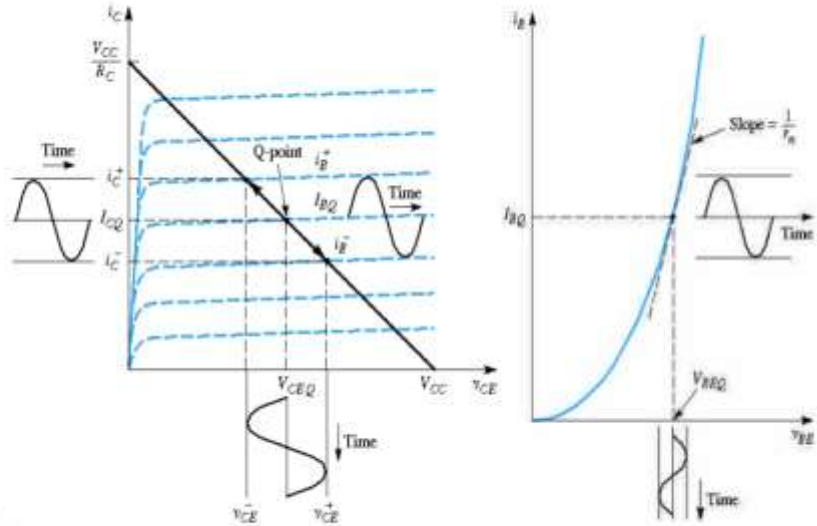 i_C
V_CC
R_C
Time
i_C^+
I_CQ
i_C^-
Q-point
i_B^+
I_BQ
Time
i_B^-
V_CEQ
V_CC
v_CE
Time
v_CE^-
v_CE^+
i_B
Slope = 1
r_π
I_BQ
Time
V_BEQ
v_BE
Time